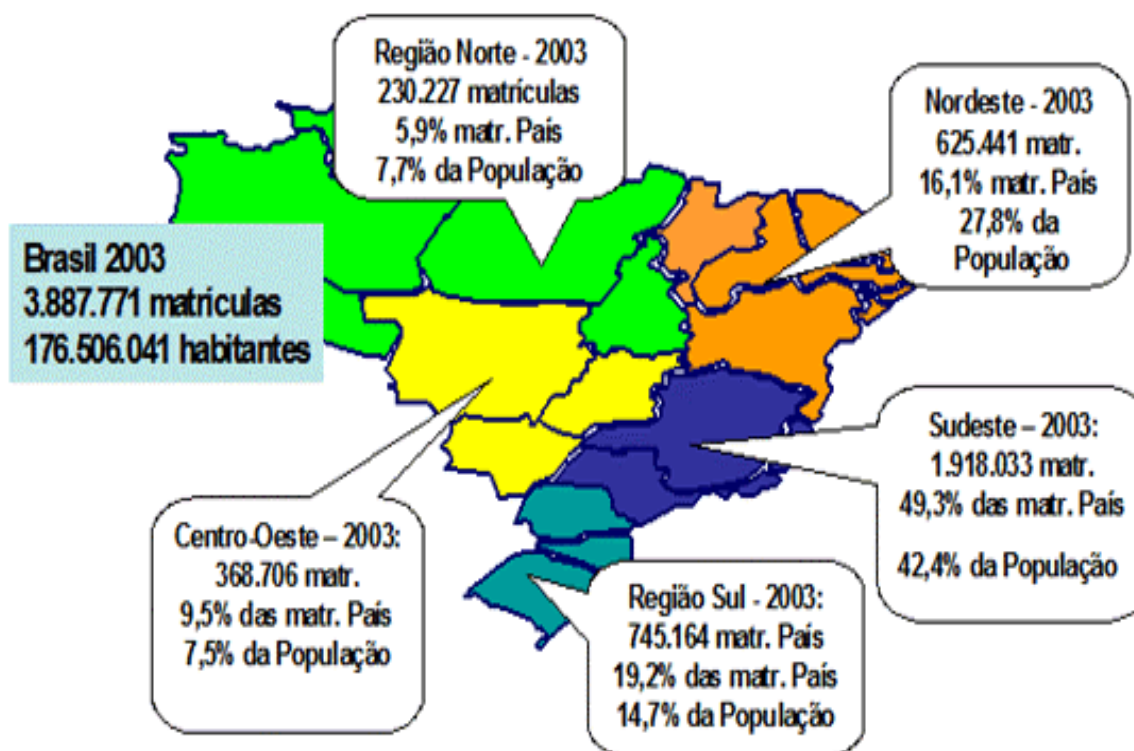 Região Norte - 2003
230.227 matrículas
5,9% matr. País
7,7% da População
Nordeste - 2003
625.441 matr.
16,1% matr. País
27,8% da
População
Brasil 2003
3.887.771 matrículas
176.506.041 habitantes
Sudeste – 2003:
1.918.033 matr.
49,3% das matr. País
42,4% da População
Centro-Oeste – 2003:
368.706 matr.
9,5% das matr. País
7,5% da População
Região Sul - 2003:
745.164 matr. País
19,2% das matr. País
14,7% da População